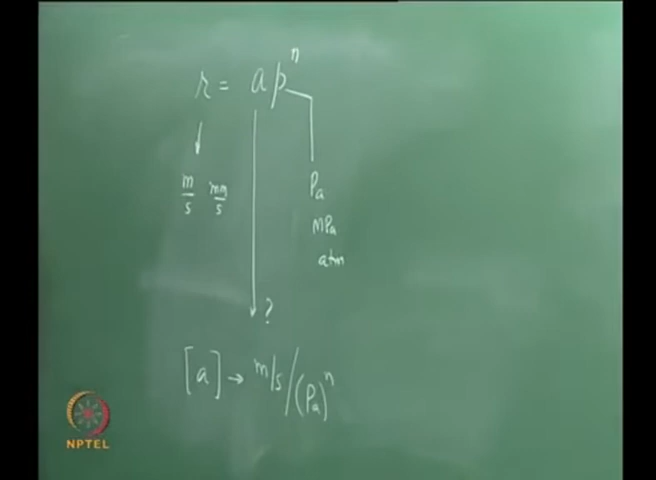 r = a p^n
m/s mm/s Pa
MPa
atm
?
[a] → m/s/(Pa)^n
NPTEL